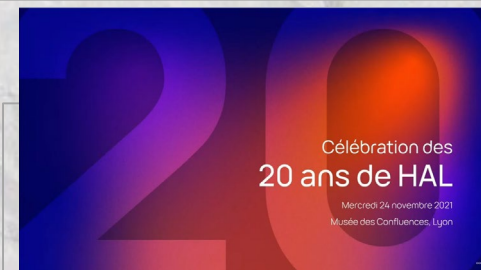 20
Célébration des
20 ans de HAL
Mercredi 24 novembre 2021
Musée des Confluences, Lyon